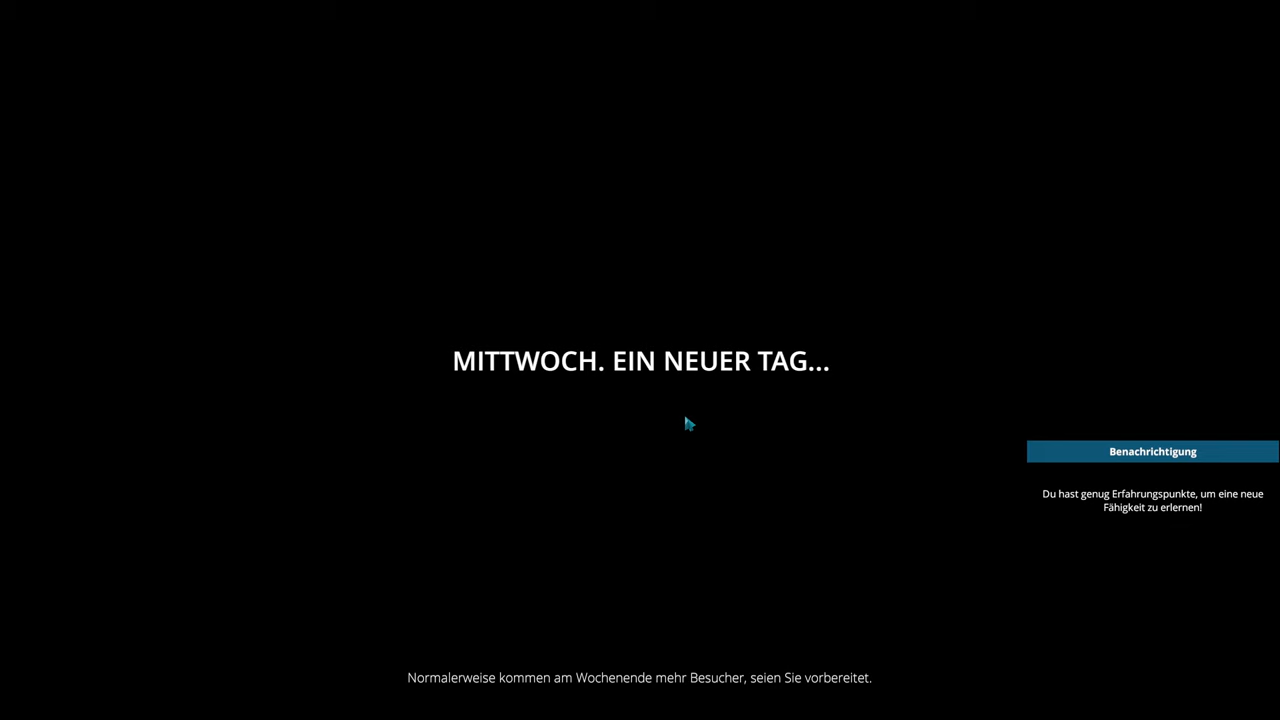 MITTWOCH. EIN NEUER TAG...
Benachrichtigung
Du hast genug Erfahrungspunkte, um eine neue
Fähigkeit zu erlernen!
Normalerweise kommen am Wochenende mehr Besucher, seien Sie vorbereitet.